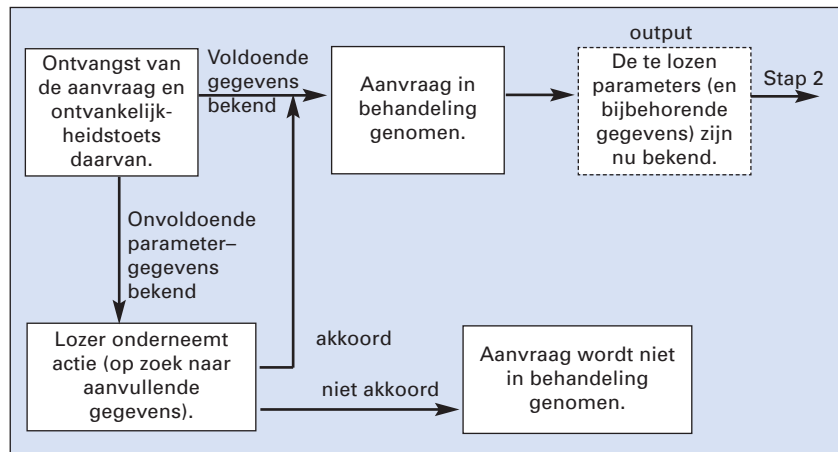 Ontvangst van
de aanvraag en
ontvankelijk-
heidstoets
daarvan.
Voldoende
gegevens
bekend
Aanvraag in
behandeling
genomen.
output
De te lozen
parameters (en
bijbehorende
gegevens) zijn
nu bekend.
Stap 2
Onvoldoende
parameter–
gegevens
bekend
Lozer onderneemt
actie (op zoek naar
aanvullende
gegevens).
akkoord
niet akkoord
Aanvraag wordt niet
in behandeling
genomen.